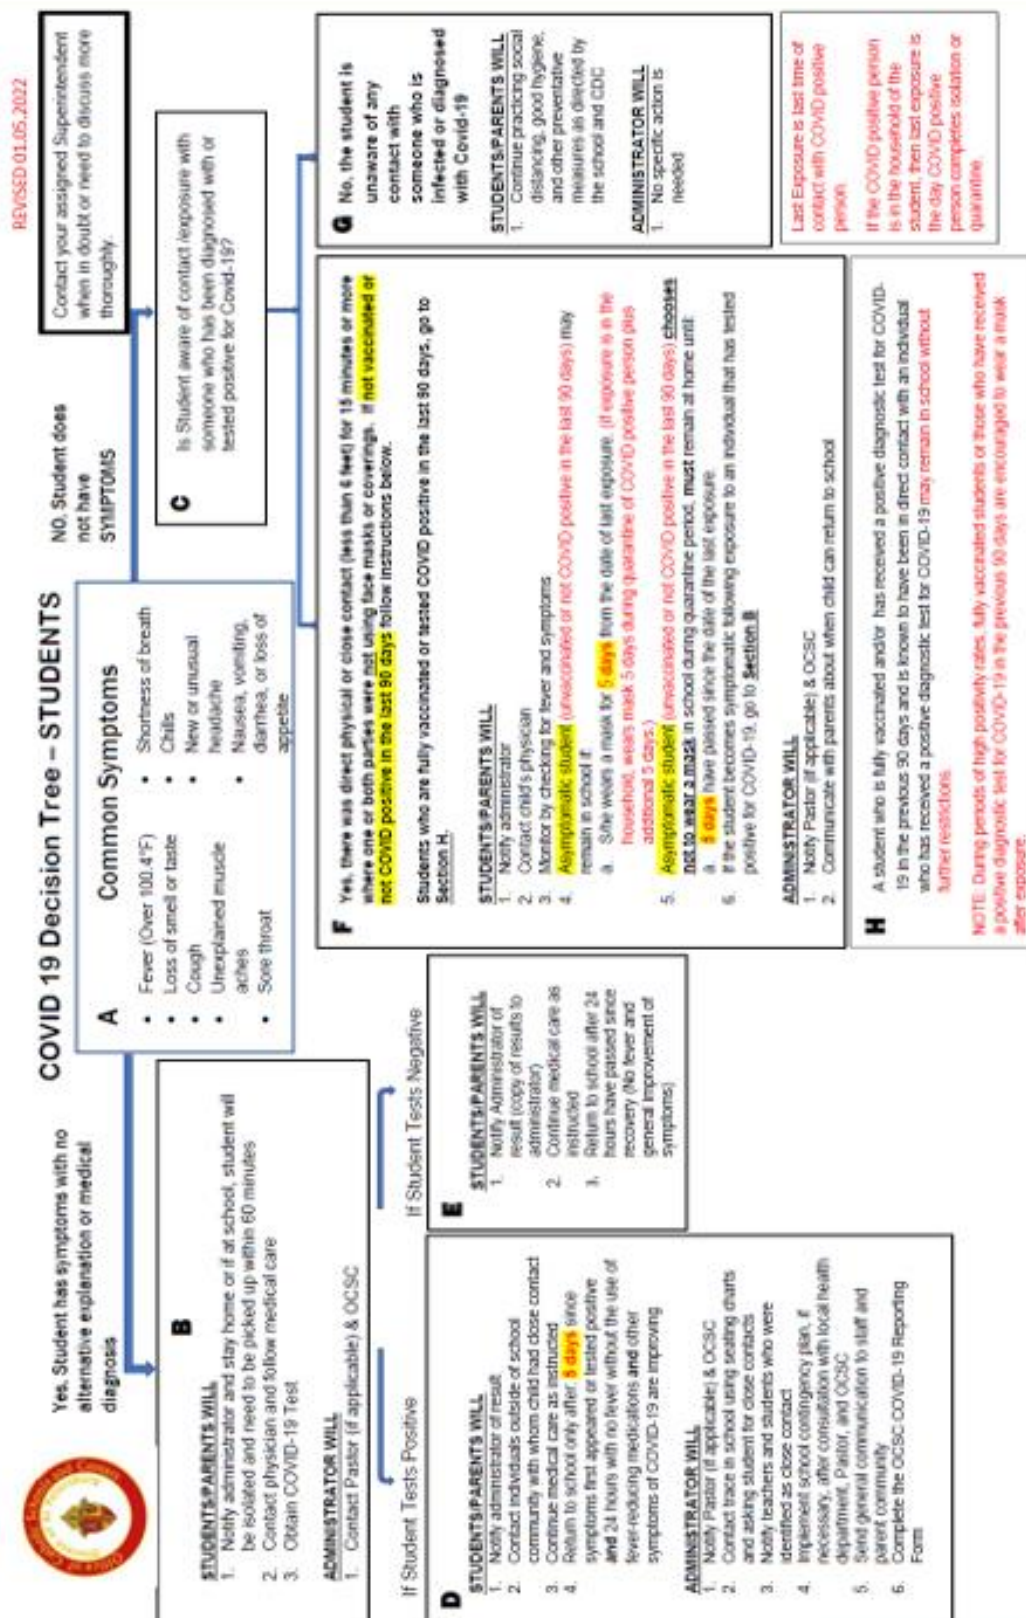 REVISED 01.05.2022
COVID 19 Decision Tree – STUDENTS
Contact your assigned Superintendent
when in doubt or need to discuss more
thoroughly.
Yes, Student has symptoms with no
alternative explanation or medical
diagnosis
NO, Student does
not have
SYMPTOMS
A Common Symptoms
• Fever (Over 100.4°F)
• Loss of smell or taste
• Cough
• Unexplained muscle
aches
• Sore throat
• Shortness of breath
• Chills
• New or unusual
headache
• Nausea, vomiting,
diarrhea, or loss of
appetite
B
STUDENTS/PARENTS WILL
1. Notify administrator and stay home or if at school, student will
be isolated and need to be picked up within 60 minutes
2. Contact physician and follow medical care
3. Obtain COVID-19 Test
ADMINISTRATOR WILL
1. Contact Pastor (if applicable) & OCSC
C
Is Student aware of contact /exposure with
someone who has been diagnosed with or
tested positive for Covid-19?
If Student Tests Positive
If Student Tests Negative
D
STUDENTS/PARENTS WILL
1. Notify administrator of result
2. Contact individuals outside of school
community with whom child had close contact
3. Continue medical care as instructed
4. Return to school only after: 5 days since
symptoms first appeared or tested positive
and 24 hours with no fever without the use of
fever-reducing medications and other
symptoms of COVID-19 are improving
ADMINISTRATOR WILL
1. Notify Pastor (if applicable) & OCSC
2. Contact trace in school using seating charts
and asking student for close contacts
3. Notify teachers and students who were
identified as close contact
4. Implement school contingency plan, if
necessary, after consultation with local health
department, Pastor, and OCSC
5. Send general communication to staff and
parent community
6. Complete the OCSC COVID-19 Reporting
Form
E
STUDENTS/PARENTS WILL
1. Notify Administrator of
result (copy of results to
administrator)
2. Continue medical care as
instructed
3. Return to school after 24
hours have passed since
recovery (No fever and
general improvement of
symptoms)
F Yes, there was direct physical or close contact (less than 6 feet) for 15 minutes or more
where one or both parties were not using face masks or coverings. If not vaccinated or
not COVID positive in the last 90 days follow instructions below.
Students who are fully vaccinated or tested COVID positive in the last 90 days, go to
Section H.
STUDENTS/PARENTS WILL
1. Notify administrator
2. Contact child's physician
3. Monitor by checking for fever and symptoms
4. Asymptomatic student (unvaccinated or not COVID positive in the last 90 days) may
remain in school if:
a. S/he wears a mask for 5 days from the date of last exposure. (If exposure is in the
household, wears mask 5 days during quarantine of COVID positive person plus
additional 5 days.)
5. Asymptomatic student (unvaccinated or not COVID positive in the last 90 days) chooses
not to wear a mask in school during quarantine period, must remain at home until:
a. 5 days have passed since the date of the last exposure.
6. If the student becomes symptomatic following exposure to an individual that has tested
positive for COVID-19, go to Section B
ADMINISTRATOR WILL
1. Notify Pastor (if applicable) & OCSC
2. Communicate with parents about when child can return to school
G No, the student is
unaware of any
contact with
someone who is
infected or diagnosed
with Covid-19
STUDENTS/PARENTS WILL
1. Continue practicing social
distancing, good hygiene,
and other preventative
measures as directed by
the school and CDC
ADMINISTRATOR WILL
1. No specific action is
needed
Last Exposure is last time of
contact with COVID positive
person.
If the COVID positive person
is in the household of the
student, then last exposure is
the day COVID positive
person completes isolation or
quarantine.
H A student who is fully vaccinated and/or has received a positive diagnostic test for COVID-
19 in the previous 90 days and is known to have been in direct contact with an individual
who has received a positive diagnostic test for COVID-19 may remain in school without
further restrictions.
NOTE: During periods of high positivity rates, fully vaccinated students or those who have received
a positive diagnostic test for COVID-19 in the previous 90 days are encouraged to wear a mask
after exposure.